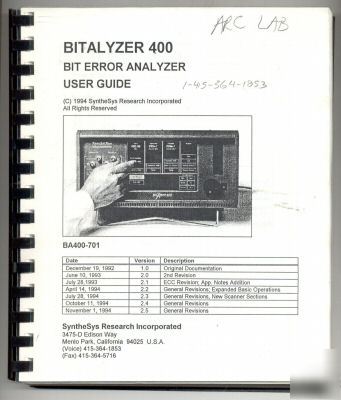 ARC LAB
BITALYZER 400
BIT ERROR ANALYZER
USER GUIDE
1-45-364-1853
(C) 1994 SyntheSys Research Incorporated
All Rights Reserved
BA400-701
Date Version Description
December 19, 1992 1.0 Original Documentation
June 10, 1993 2.0 2nd Revision
July 28,1993 2.1 ECC Revision; App. Notes Addition
April 14, 1994 2.2 General Revisions; Expanded Basic Operations
July 28, 1994 2.3 General Revisions, New Scanner Sections
October 11, 1994 2.4 General Revisions
November 1, 1994 2.5 General Revisions
SyntheSys Research Incorporated
3475-D Edison Way
Menlo Park, California 94025 U.S.A.
(Voice) 415-364-1853
(Fax) 415-364-5716